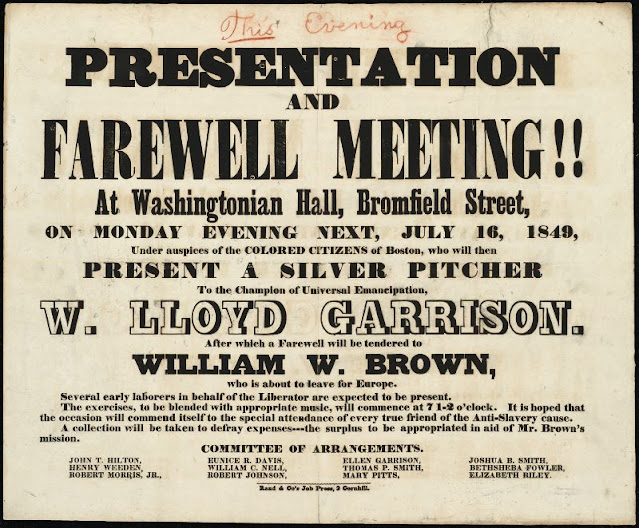 This Evening
PRESENTATION
AND
FAREWELL MEETING!!
At Washingtonian Hall, Bromfield Street,
ON MONDAY EVENING NEXT, JULY 16, 1849,
Under auspices of the COLORED CITIZENS of Boston, who will then
PRESENT A SILVER PITCHER
To the Champion of Universal Emancipation,
W. LLOYD GARRISON.
After which a Farewell will be tendered to
WILLIAM W. BROWN,
who is about to leave for Europe.
Several early laborers in behalf of the Liberator are expected to be present.
The exercises, to be blended with appropriate music, will commence at 7 1-2 o'clock. It is hoped that
the occasion will commend itself to the special attendance of every true friend of the Anti-Slavery cause.
A collection will be taken to defray expenses---the surplus to be appropriated in aid of Mr. Brown's
mission.
COMMITTEE OF ARRANGEMENTS.
JOHN T. HILTON, EUNICE R. DAVIS, ELLEN GARRISON, JOSHUA B. SMITH,
HENRY WEEDEN, WILLIAM C. NELL, THOMAS P. SMITH, BETHSHEBA FOWLER,
ROBERT MORRIS, JR., ROBERT JOHNSON, MARY PITTS, ELIZABETH RILEY.
Rand & Co's Job Press, 3 Cornhill.